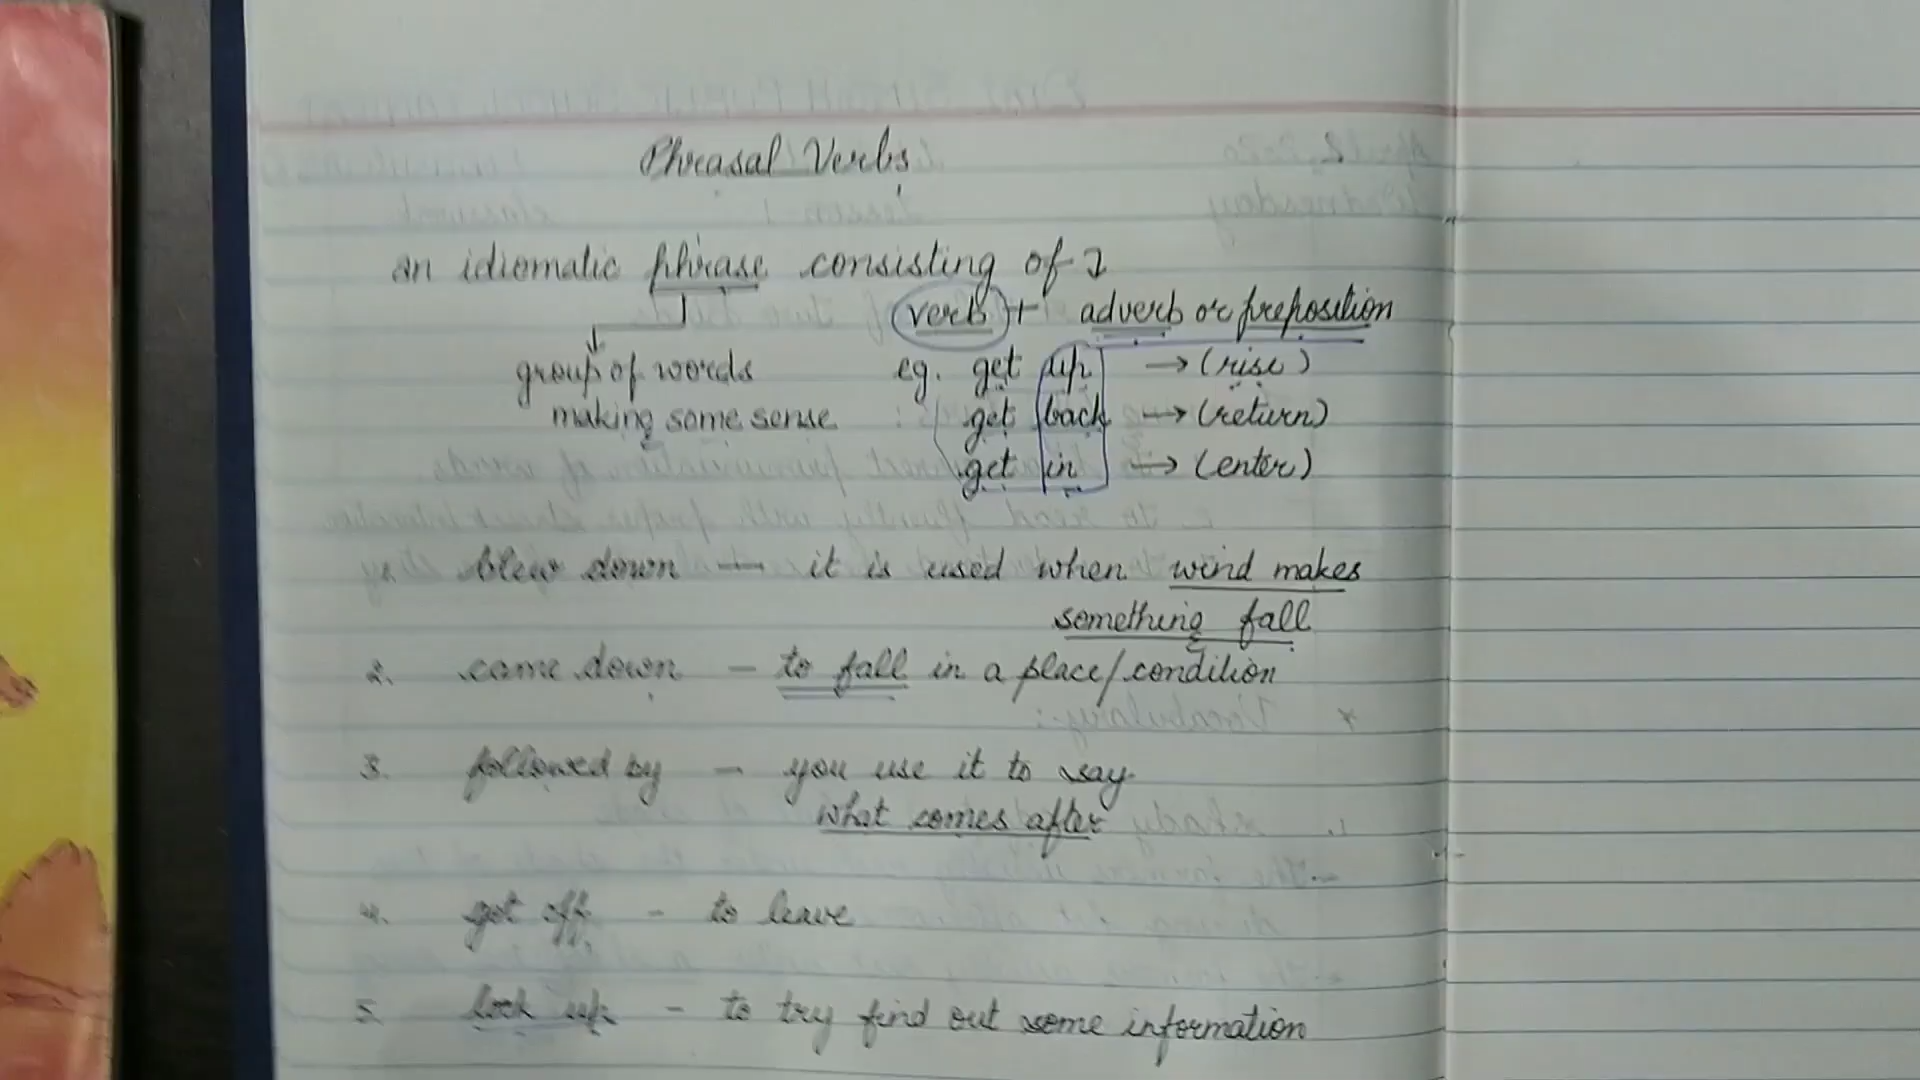 Phrasal Verbs
an idiomatic phrase consisting of 2
verb + adverb or preposition
group of words
making some sense
eg. get up → (rise)
get back → (return)
get in → (enter)
1. blew down — it is used when wind makes
something fall
2. came down - to fall in a place/condition
3. followed by - you use it to say
what comes after
4. got off - to leave
5. look up - to try find out some information